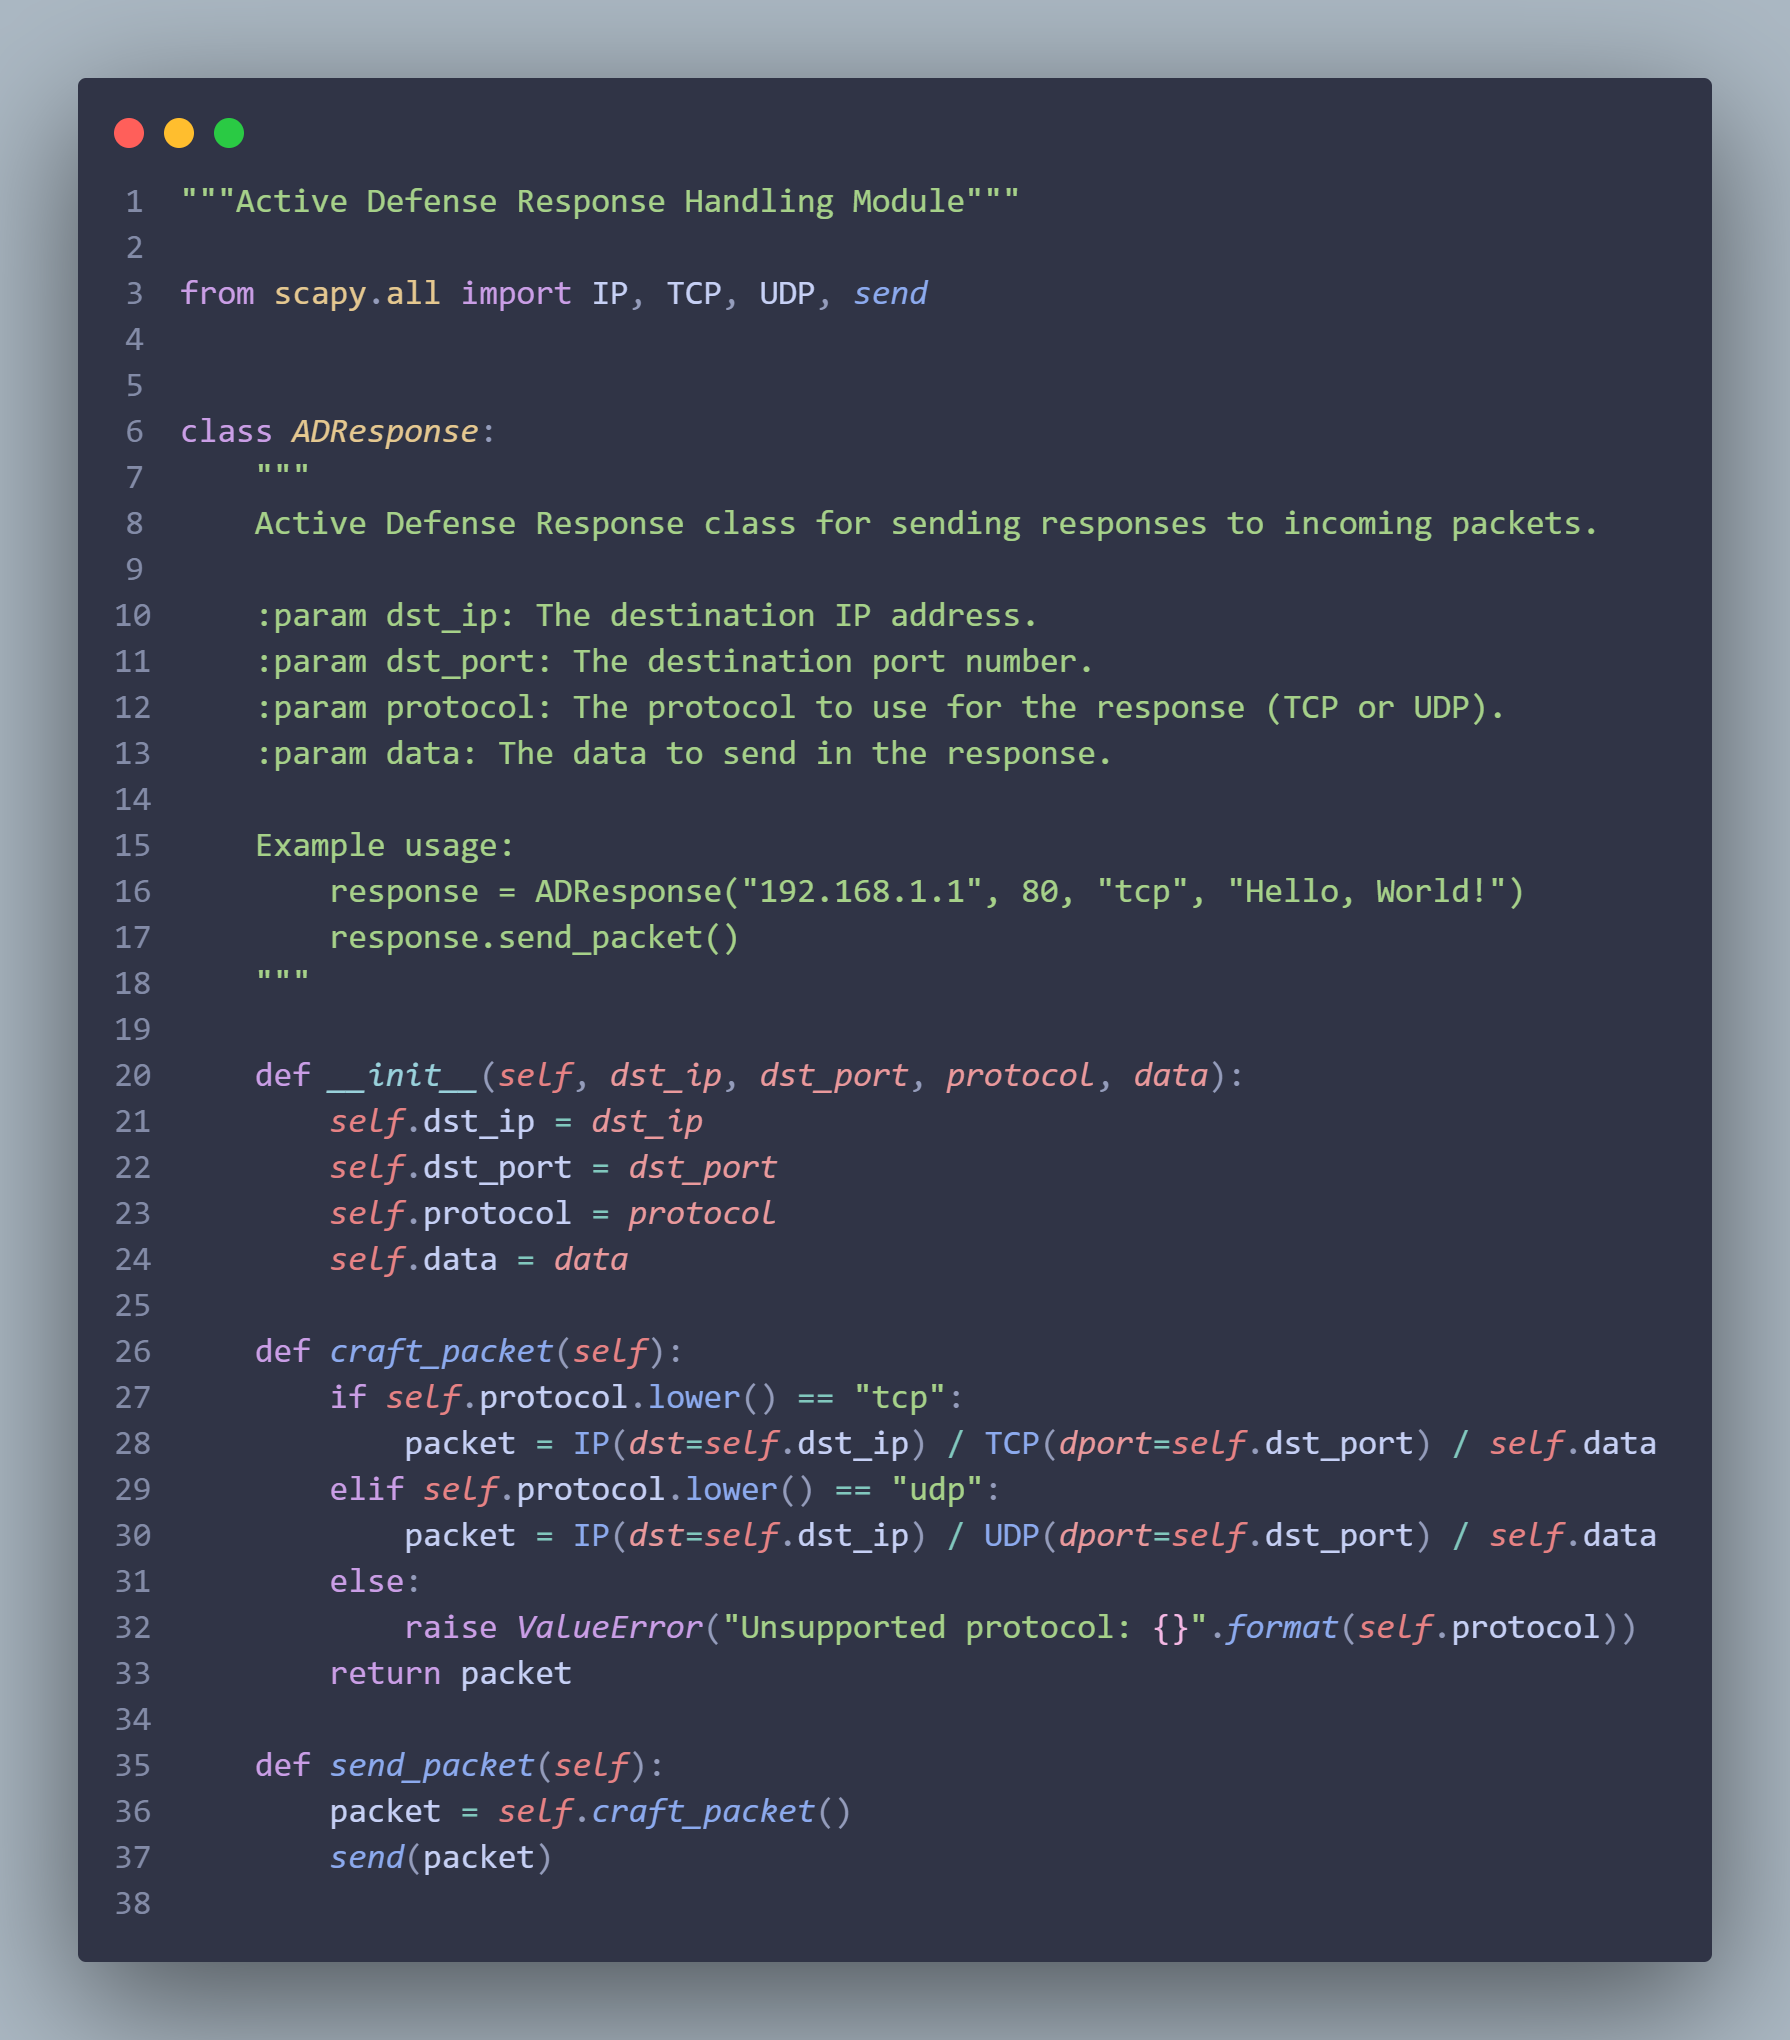 1 """Active Defense Response Handling Module"""
2
3 from scapy.all import IP, TCP, UDP, send
4
5
6 class ADResponse:
7     """
8     Active Defense Response class for sending responses to incoming packets.
9
10     :param dst_ip: The destination IP address.
11     :param dst_port: The destination port number.
12     :param protocol: The protocol to use for the response (TCP or UDP).
13     :param data: The data to send in the response.
14
15     Example usage:
16         response = ADResponse("192.168.1.1", 80, "tcp", "Hello, World!")
17         response.send_packet()
18     """
19
20     def __init__(self, dst_ip, dst_port, protocol, data):
21         self.dst_ip = dst_ip
22         self.dst_port = dst_port
23         self.protocol = protocol
24         self.data = data
25
26     def craft_packet(self):
27         if self.protocol.lower() == "tcp":
28             packet = IP(dst=self.dst_ip) / TCP(dport=self.dst_port) / self.data
29         elif self.protocol.lower() == "udp":
30             packet = IP(dst=self.dst_ip) / UDP(dport=self.dst_port) / self.data
31         else:
32             raise ValueError("Unsupported protocol: {}".format(self.protocol))
33         return packet
34
35     def send_packet(self):
36         packet = self.craft_packet()
37         send(packet)
38